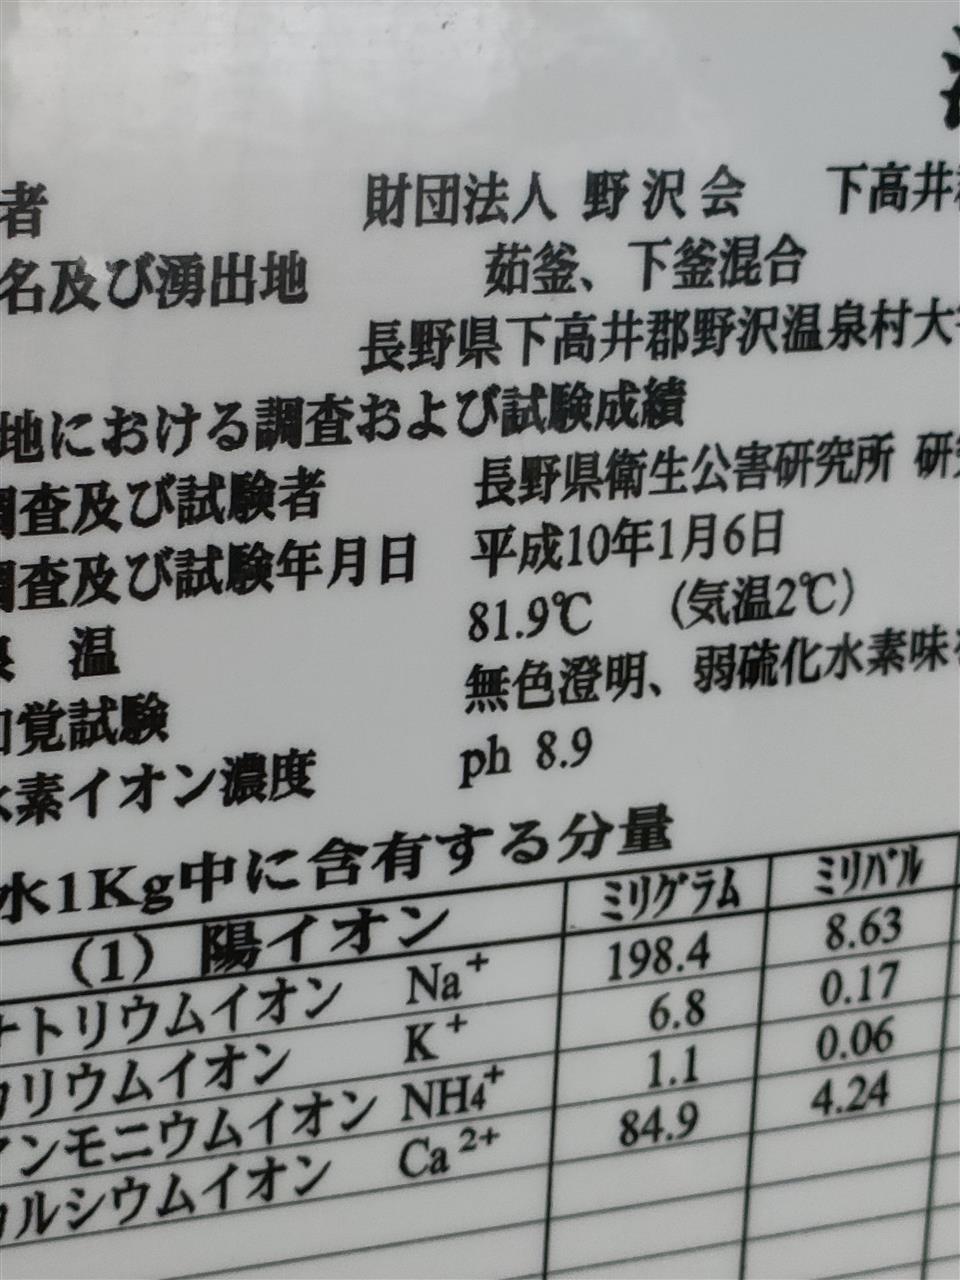 者 財団法人 野沢会 下高井
名及び湧出地 茹釜、下釜混合
長野県下高井郡野沢温泉村大
地における調査および試験成績
調査及び試験者 長野県衛生公害研究所 研
調査及び試験年月日 平成10年1月6日
泉 温 81.9℃ (気温2℃)
知覚試験 無色澄明、弱硫化水素味
水素イオン濃度 ph 8.9
水1Kg中に含有する分量
(1) 陽イオン ミリグラム ミリバル
ナトリウムイオン Na⁺ 198.4 8.63
カリウムイオン K⁺ 6.8 0.17
アンモニウムイオン NH₄⁺ 1.1 0.06
カルシウムイオン Ca²⁺ 84.9 4.24